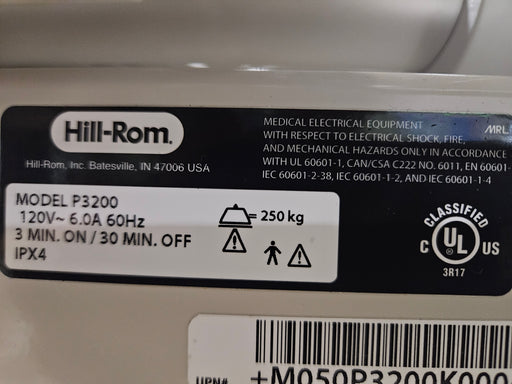 Hill-Rom.
Hill-Rom, Inc. Batesville, IN 47006 USA
MODEL P3200
120V~ 6.0A 60Hz
3 MIN. ON / 30 MIN. OFF
IPX4
= 250 kg
MEDICAL ELECTRICAL EQUIPMENT
WITH RESPECT TO ELECTRICAL SHOCK, FIRE,
AND MECHANICAL HAZARDS ONLY IN ACCORDANCE
WITH UL 60601-1, CAN/CSA C222 NO. 6011, EN 60601-
IEC 60601-2-38, IEC 60601-1-2, AND IEC 60601-1-4
MRL
CLASSIFIED
C UL US
®
3R17
UPN# +M050P3200K000